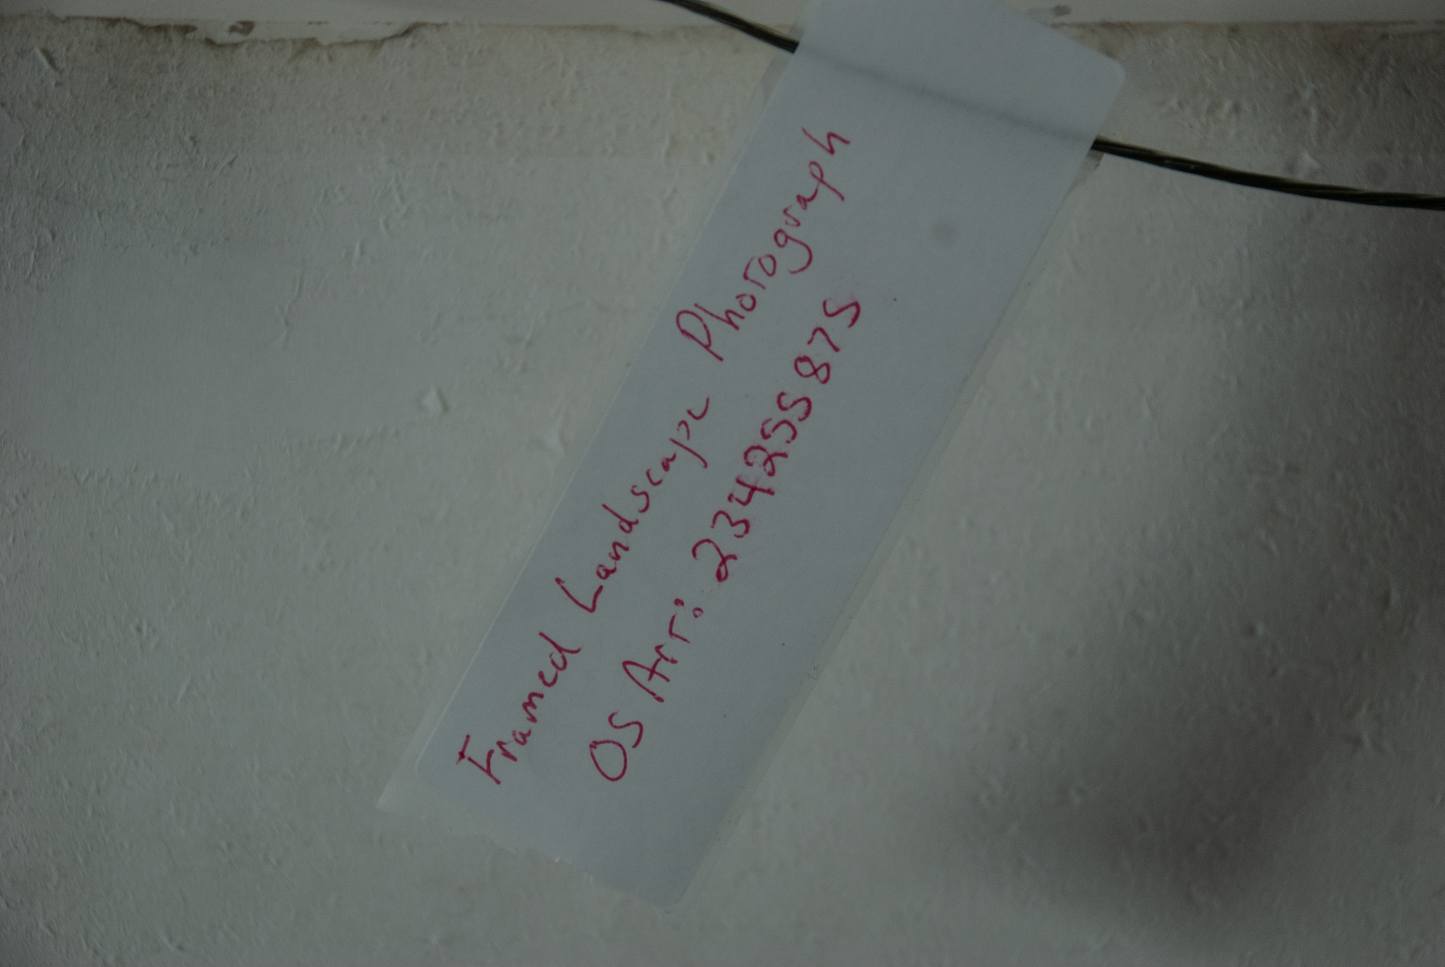 Framed Landscape Photograph
OS Art: 234255875